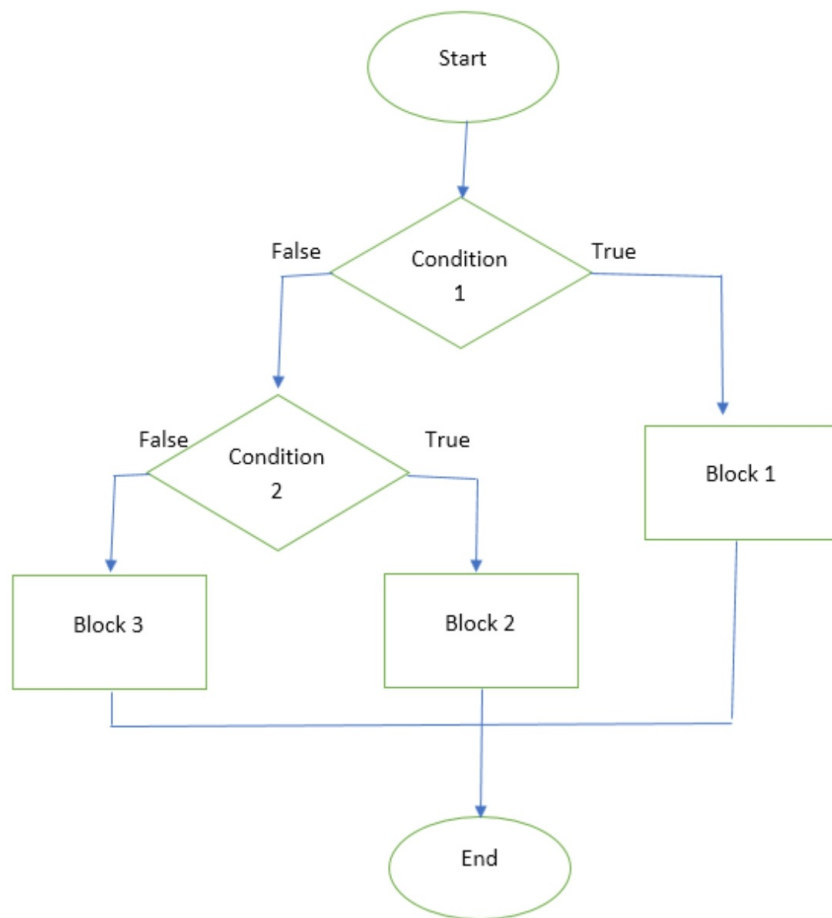 Start
False
True
Condition
1
False
True
Condition
2
Block 1
Block 3
Block 2
End